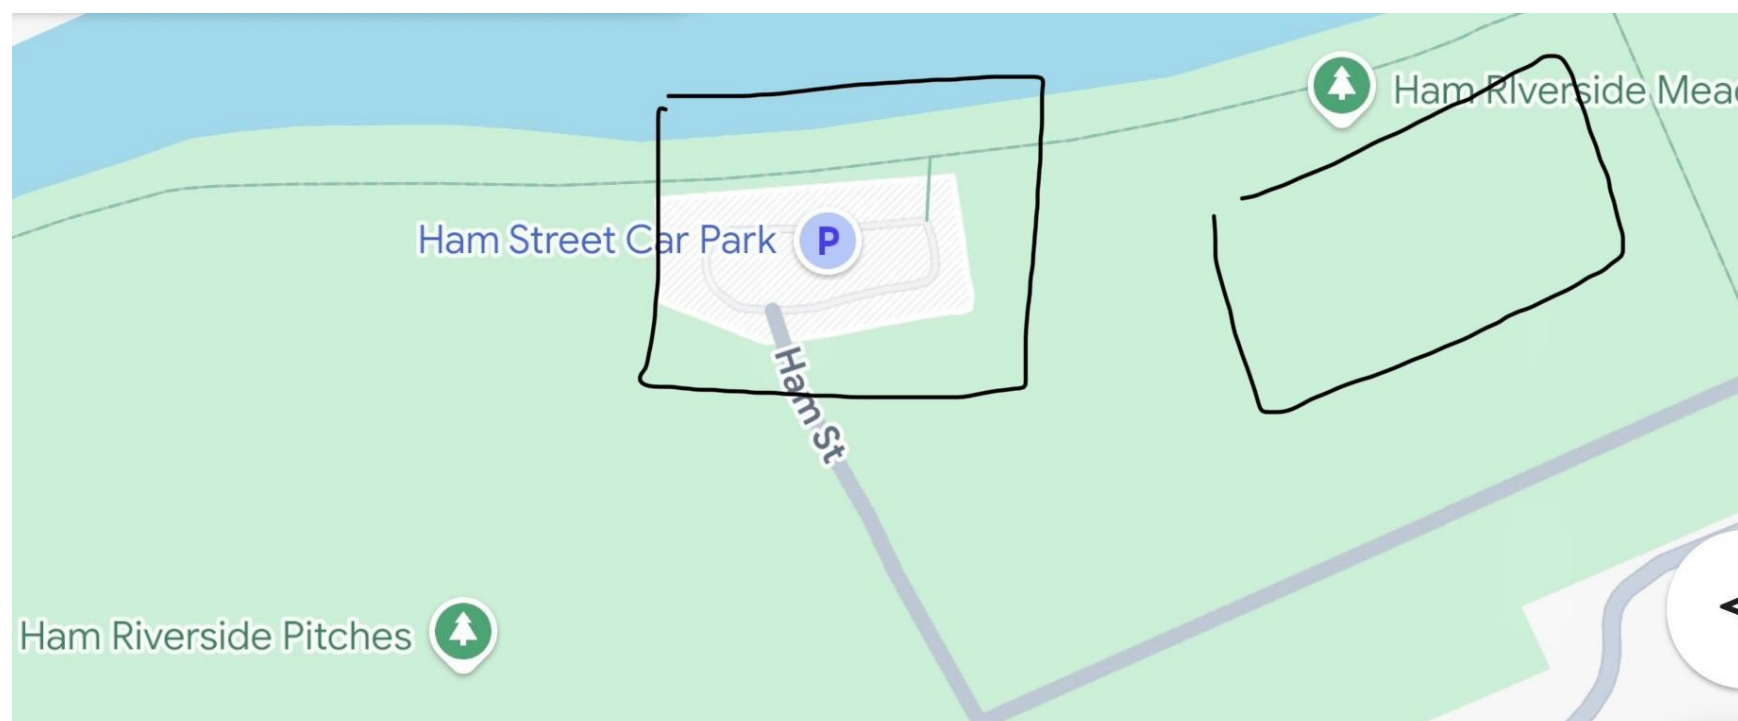 Ham Riverside Mea
Ham Street Car Park
P
Ham St
Ham Riverside Pitches